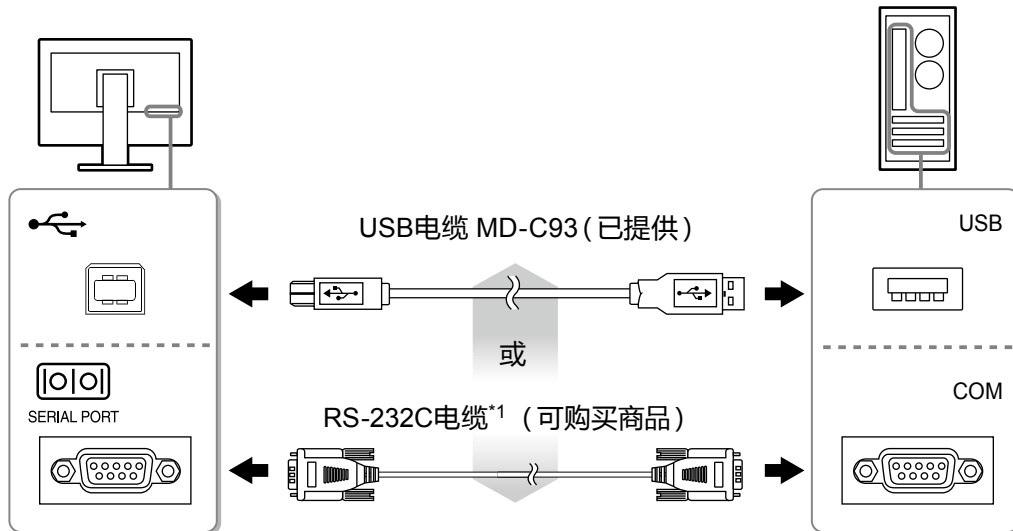 USB电缆 MD-C93（已提供）
USB
或
|O|O|
SERIAL PORT
COM
RS-232C电缆*1（可购买商品）